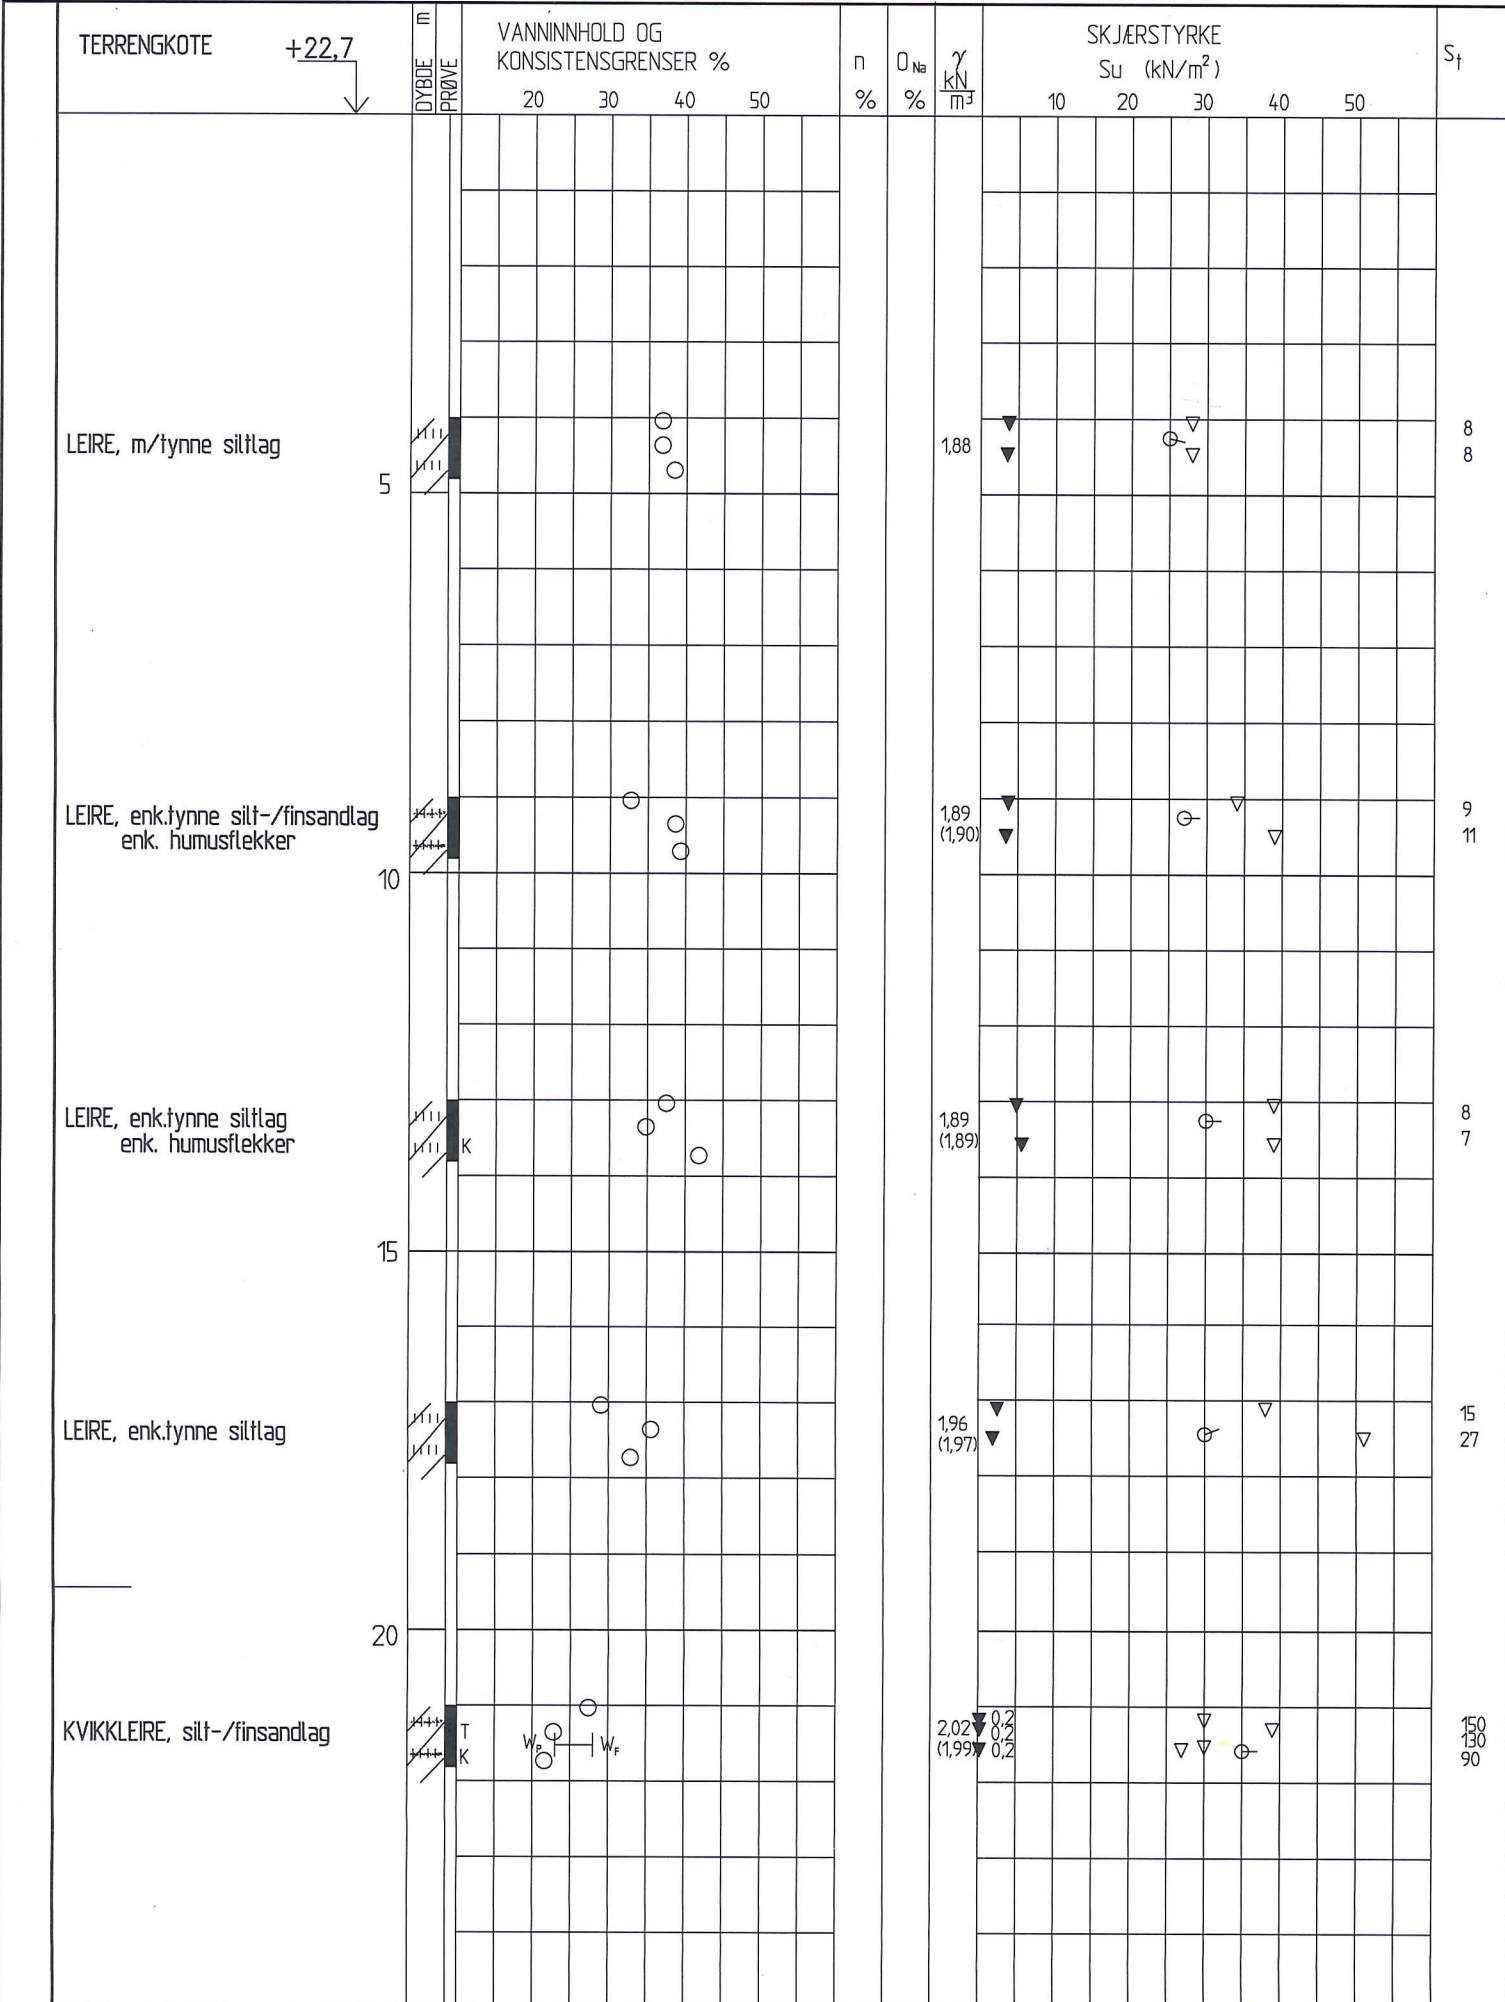 TERRENGKOTE +22,7
DYBDE m
PRØVE
VANNINNHOLD OG
KONSISTENSGRENSER %
20 30 40 50
n
%
O Na
%
γ
kN
m³
SKJÆRSTYRKE
Su (kN/m²)
10 20 30 40 50
St
LEIRE, m/tynne siltlag
5
1,88
8
8
LEIRE, enk.tynne silt-/finsandlag
enk. humusflekker
10
1,89
(1,90)
9
11
LEIRE, enk.tynne siltlag
enk. humusflekker
K
15
1,89
(1,89)
8
7
LEIRE, enk.tynne siltlag
1,96
(1,97)
15
27
20
KVIKKLEIRE, silt-/finsandlag
T
K
Wp WF
2,02
(1,99)
0,2
0,2
0,2
150
130
90